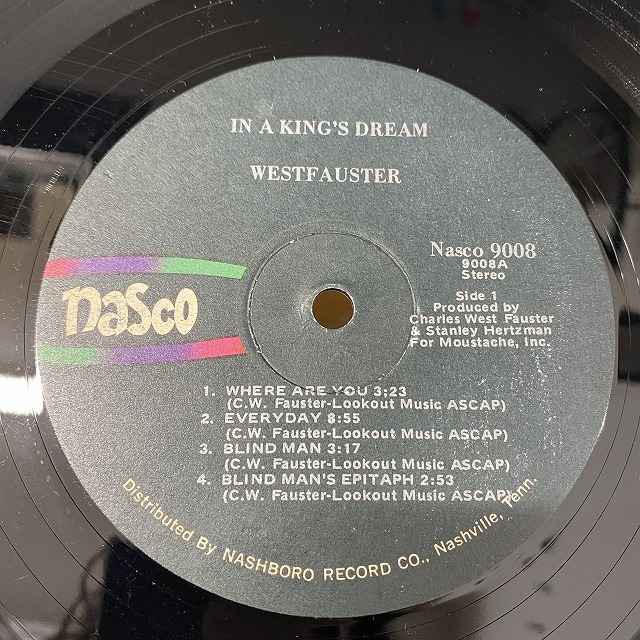 IN A KING'S DREAM
WESTFAUSTER
nasco
Nasco 9008
9008A
Stereo
Side 1
Produced by
Charles West Fauster
& Stanley Hertzman
For Moustache, Inc.
1. WHERE ARE YOU 3;23
(C.W. Fauster-Lookout Music ASCAP)
2. EVERYDAY 8:55
(C.W. Fauster-Lookout Music ASCAP)
3. BLIND MAN 3:17
(C.W. Fauster-Lookout Music ASCAP)
4. BLIND MAN'S EPITAPH 2:53
(C.W. Fauster-Lookout Music ASCAP)
Distributed By NASHBORO RECORD CO., Nashville, Tenn.